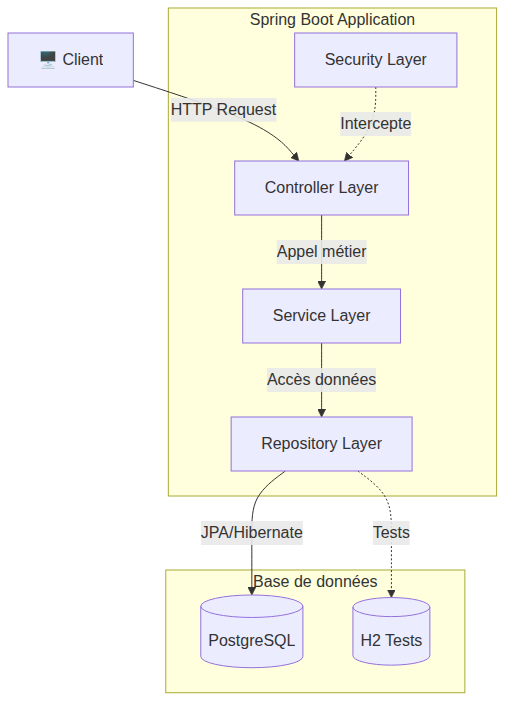 Spring Boot Application
🖥️ Client
Security Layer
HTTP Request
Intercepte
Controller Layer
Appel métier
Service Layer
Accès données
Repository Layer
JPA/Hibernate
Tests
Base de données
PostgreSQL
H2 Tests